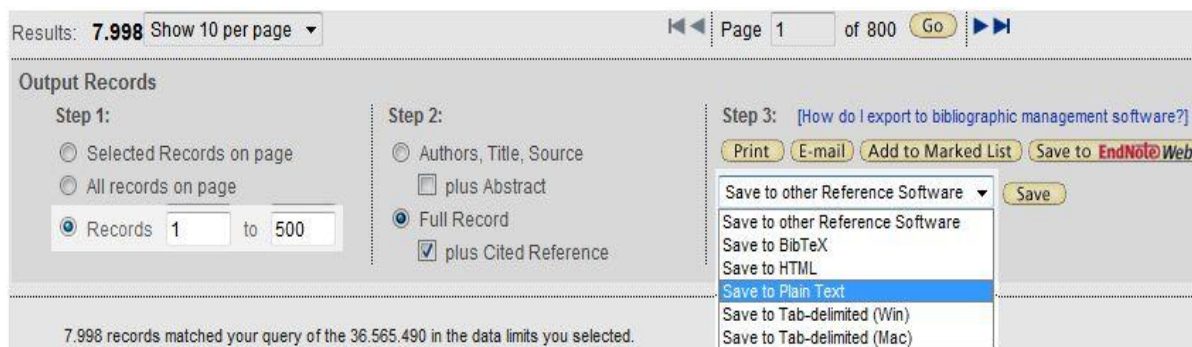 Results: 7.998 Show 10 per page Page 1 of 800 Go
Output Records
Step 1: Step 2: Step 3: [How do I export to bibliographic management software?]
Selected Records on page Authors, Title, Source Print E-mail Add to Marked List Save to EndNote Web
All records on page plus Abstract Save to other Reference Software Save
Records 1 to 500 Full Record Save to other Reference Software
plus Cited Reference Save to BibTeX
Save to HTML
Save to Plain Text
Save to Tab-delimited (Win)
7.998 records matched your query of the 36.565.490 in the data limits you selected. Save to Tab-delimited (Mac)